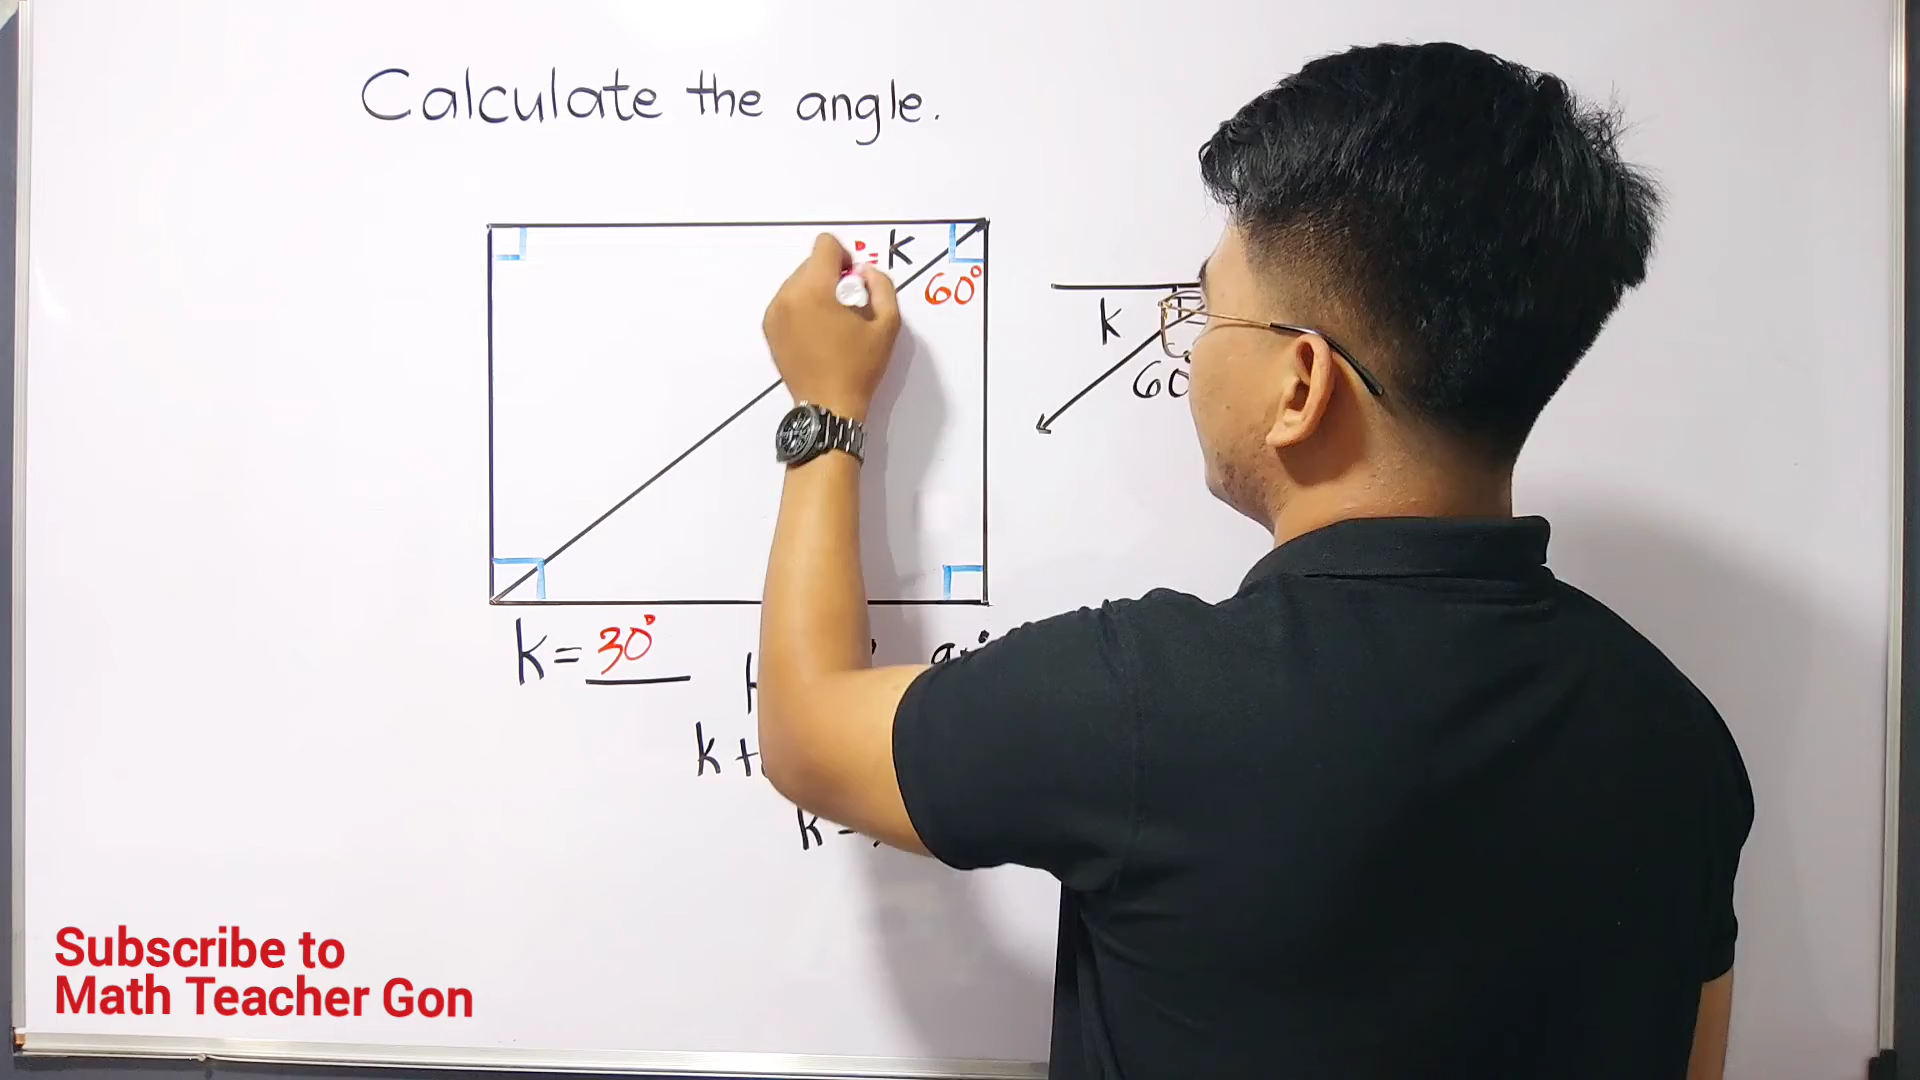 Calculate the angle.
= k
60°
k
60
k = 30°
k +
k =
Subscribe to
Math Teacher Gon